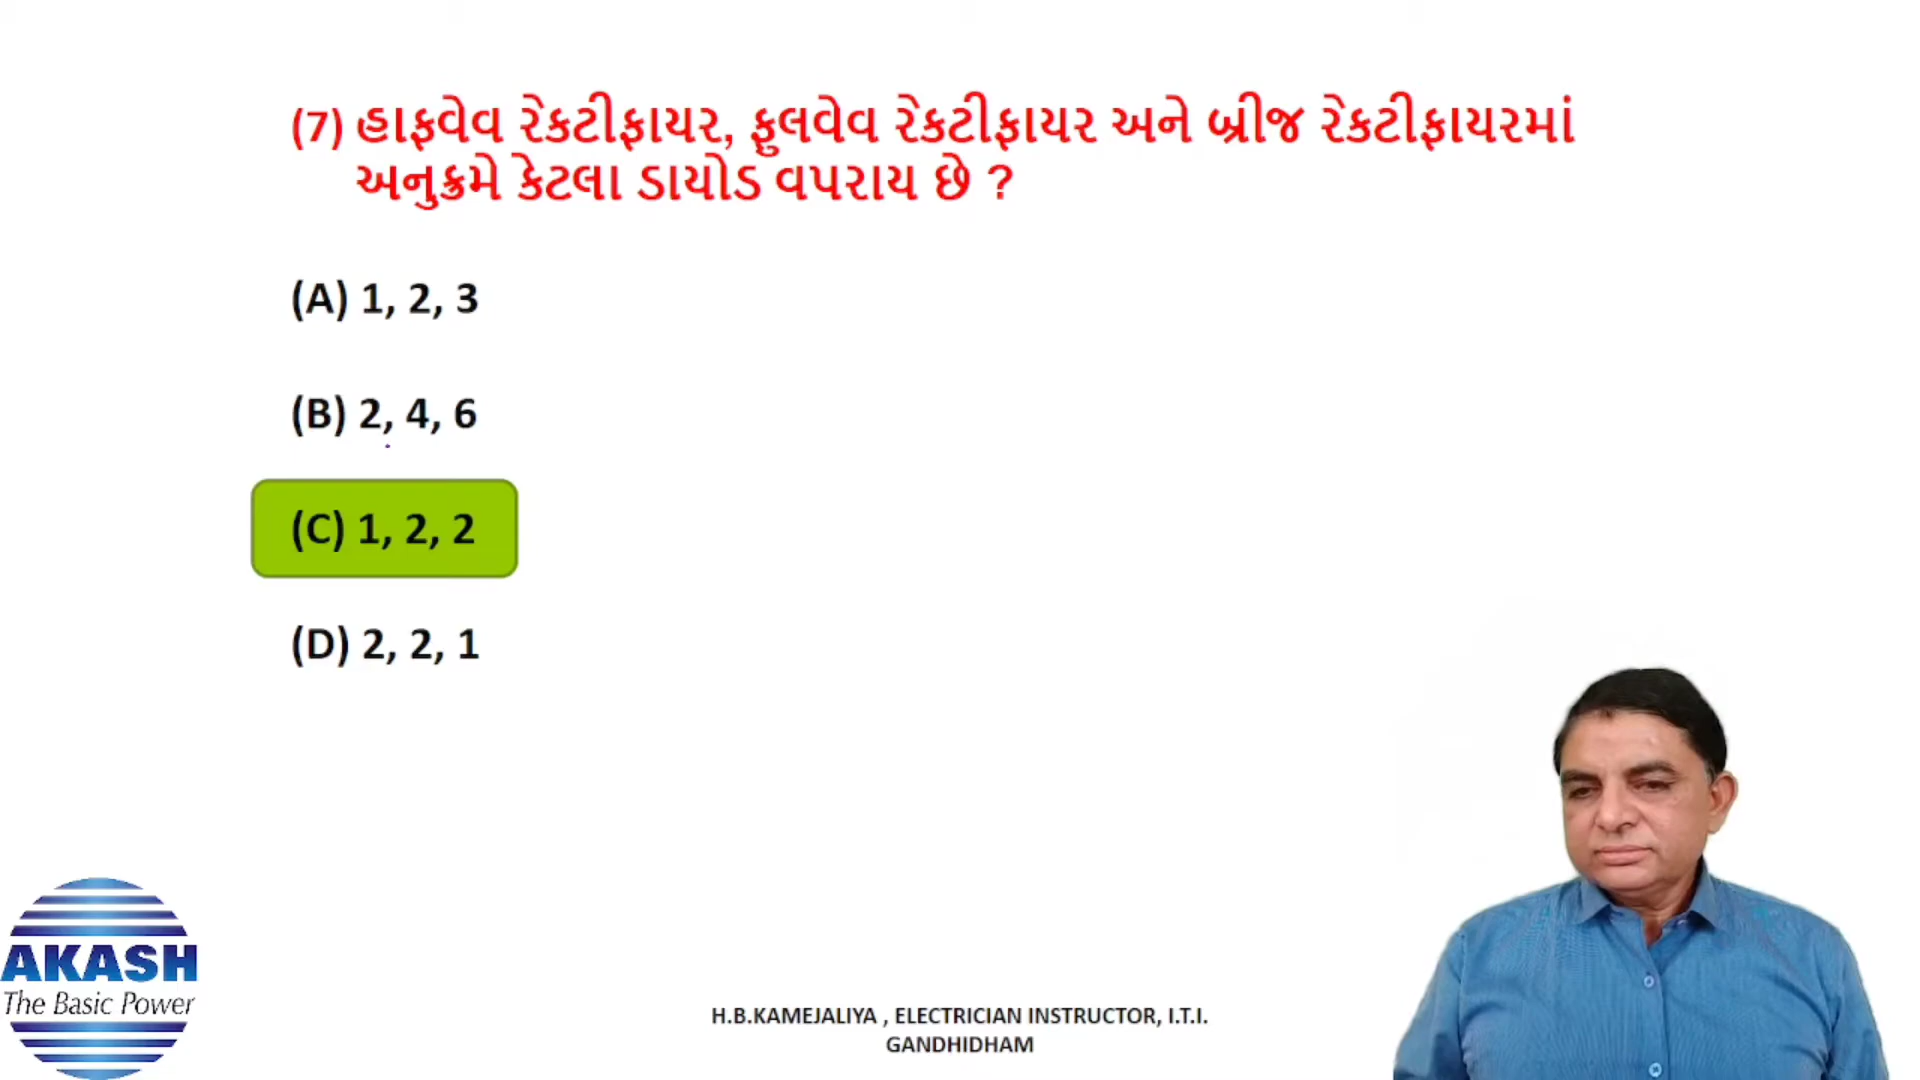 (7) હાફવેવ રેકટીફાયર, ફુલવેવ રેકટીફાયર અને બ્રીજ રેકટીફાયરમાં
અનુક્રમે કેટલા ડાયોડ વપરાય છે ?
(A) 1, 2, 3
(B) 2, 4, 6
(C) 1, 2, 2
(D) 2, 2, 1
AKASH
The Basic Power
H.B.KAMEJALIYA , ELECTRICIAN INSTRUCTOR, I.T.I.
GANDHIDHAM